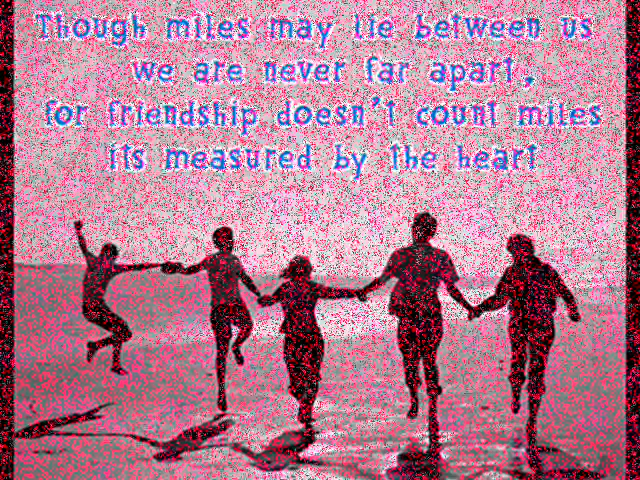 Though miles may lie between us
we are never far apart,
for friendship doesn't count miles
its measured by the heart